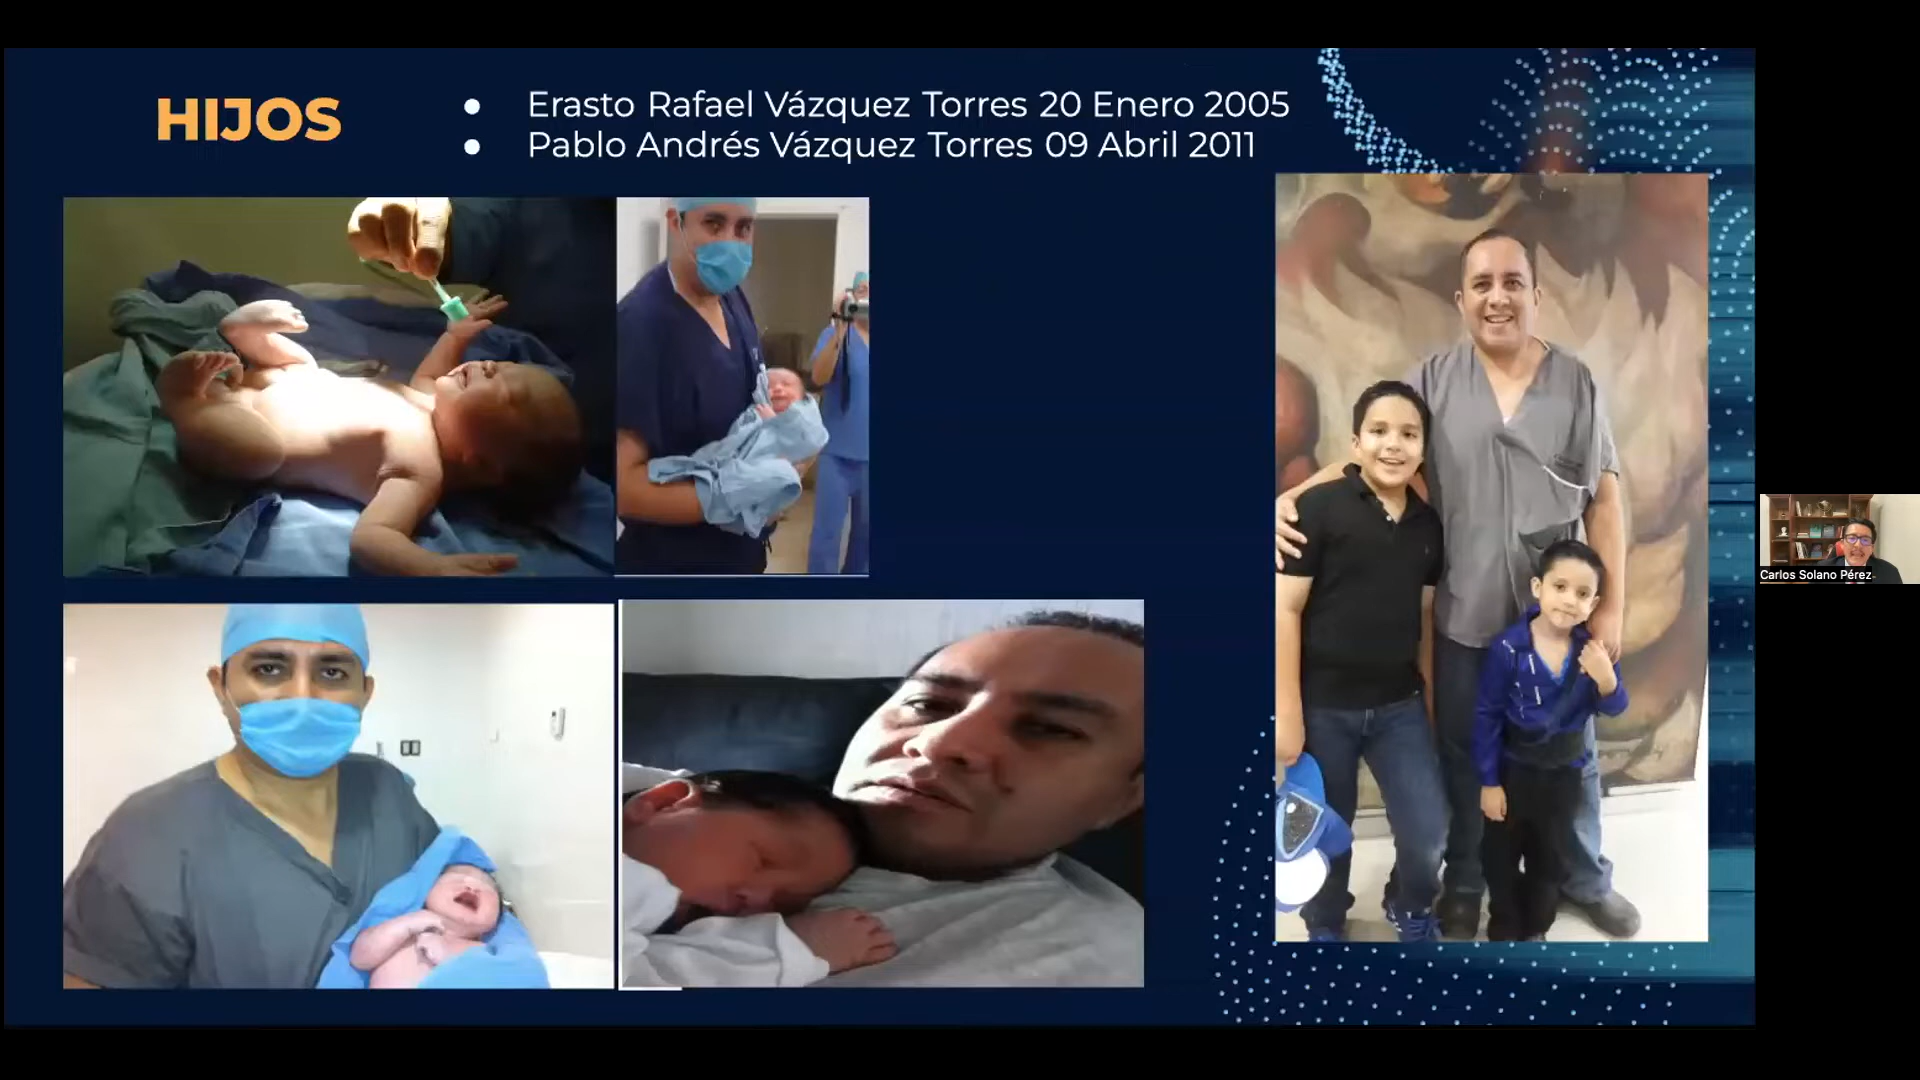 HIJOS
● Erasto Rafael Vázquez Torres 20 Enero 2005
● Pablo Andrés Vázquez Torres 09 Abril 2011
Carlos Solano Pérez